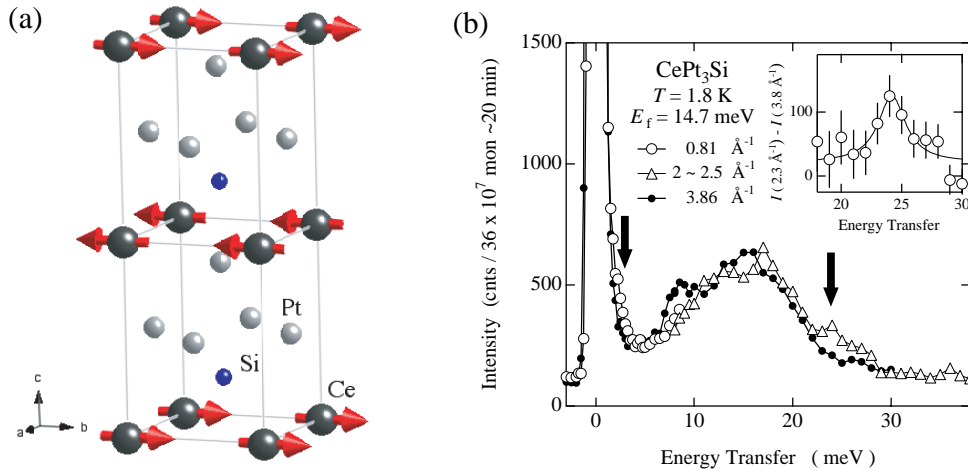 (a)
Pt
Si
Ce
c
a
b
(b)
1500
1000
500
0
Intensity (cnts / 36 x 10⁷ mon ~20 min)
CePt₃Si
T = 1.8 K
E_f = 14.7 meV
0.81 Å⁻¹
2 ~ 2.5 Å⁻¹
3.86 Å⁻¹
I (2.3 Å⁻¹) - I (3.8 Å⁻¹)
100
0
20 25 30
Energy Transfer
0 10 20 30
Energy Transfer ( meV )